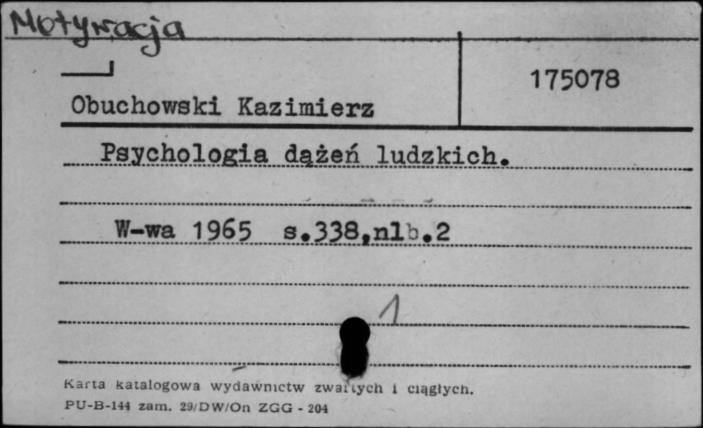 Motywacja
175078
Obuchowski Kazimierz
Psychologia dążeń ludzkich.
W-wa 1965 s.338,nlb.2
1
Karta katalogowa wydawnictw zwartych i ciągłych.
PU-B-144 zam. 29/DW/On ZGG - 204